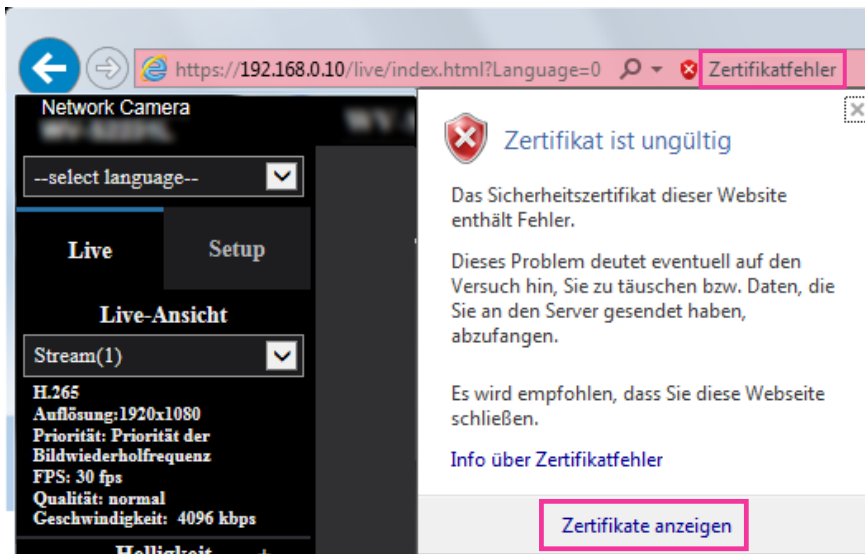 https://192.168.0.10/live/index.html?Language=0
Zertifikatfehler
Network Camera
--select language--
Live
Setup
Live-Ansicht
Stream(1)
H.265
Auflösung:1920x1080
Priorität: Priorität der
Bildwiederholfrequenz
FPS: 30 fps
Qualität: normal
Geschwindigkeit: 4096 kbps
Helligkeit +
Zertifikat ist ungültig
Das Sicherheitszertifikat dieser Website
enthält Fehler.
Dieses Problem deutet eventuell auf den
Versuch hin, Sie zu täuschen bzw. Daten, die
Sie an den Server gesendet haben,
abzufangen.
Es wird empfohlen, dass Sie diese Webseite
schließen.
Info über Zertifikatfehler
Zertifikate anzeigen